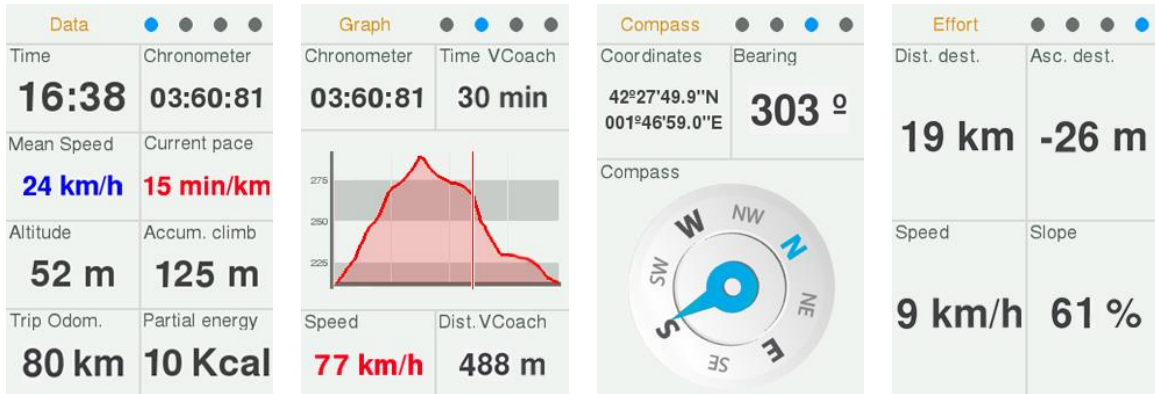 Data
Time
Chronometer
16:38
03:60:81
Mean Speed
Current pace
24 km/h
15 min/km
Altitude
Accum. climb
52 m
125 m
Trip Odom.
Partial energy
80 km
10 Kcal
Graph
Chronometer
Time VCoach
03:60:81
30 min
275
250
225
Speed
Dist.VCoach
77 km/h
488 m
Compass
Coordinates
Bearing
42º27'49.9"N
001º46'59.0"E
303 º
Compass
W
NW
N
SW
NE
S
E
SE
Effort
Dist. dest.
Asc. dest.
19 km
-26 m
Speed
Slope
9 km/h
61 %